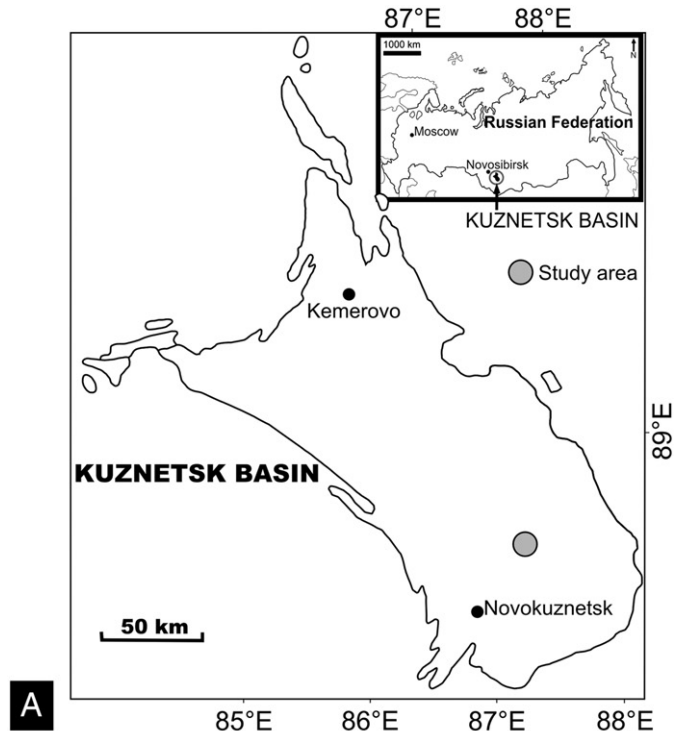 87°E
88°E
1000 km
N
Russian Federation
Moscow
Novosibirsk
KUZNETSK BASIN
Study area
Kemerovo
89°E
KUZNETSK BASIN
Novokuznetsk
50 km
A
85°E
86°E
87°E
88°E